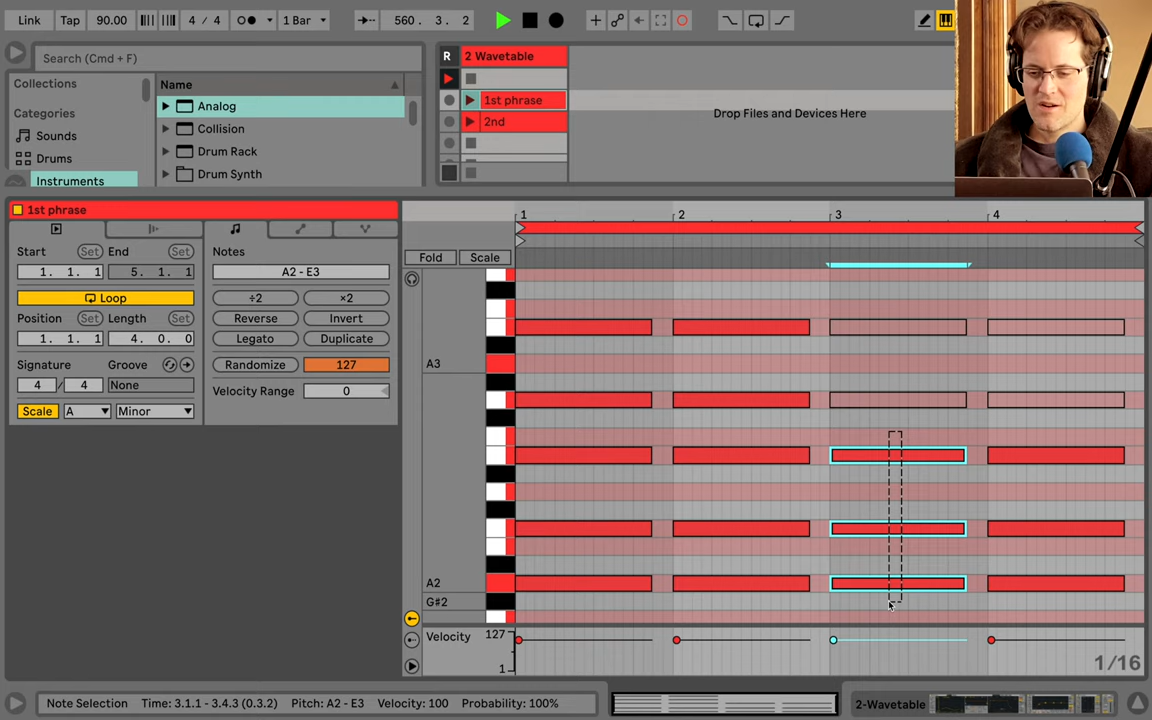 Link Tap 90.00 4 / 4 1 Bar 560. 3. 2
Search (Cmd + F)
Collections
Categories
Sounds
Drums
Instruments
Name
Analog
Collision
Drum Rack
Drum Synth
R 2 Wavetable
1st phrase
2nd
Drop Files and Devices Here
1st phrase
Start Set End Set
1. 1. 1 5. 1. 1
Loop
Position Set Length Set
1. 1. 1 4. 0. 0
Signature Groove
4 / 4 None
Scale A Minor
Notes
A2 - E3
÷2 ×2
Reverse Invert
Legato Duplicate
Randomize 127
Velocity Range 0
1 2 3 4
Fold Scale
A3
A2
G#2
Velocity 127
1
1/16
Note Selection Time: 3.1.1 - 3.4.3 (0.3.2) Pitch: A2 - E3 Velocity: 100 Probability: 100%
2-Wavetable